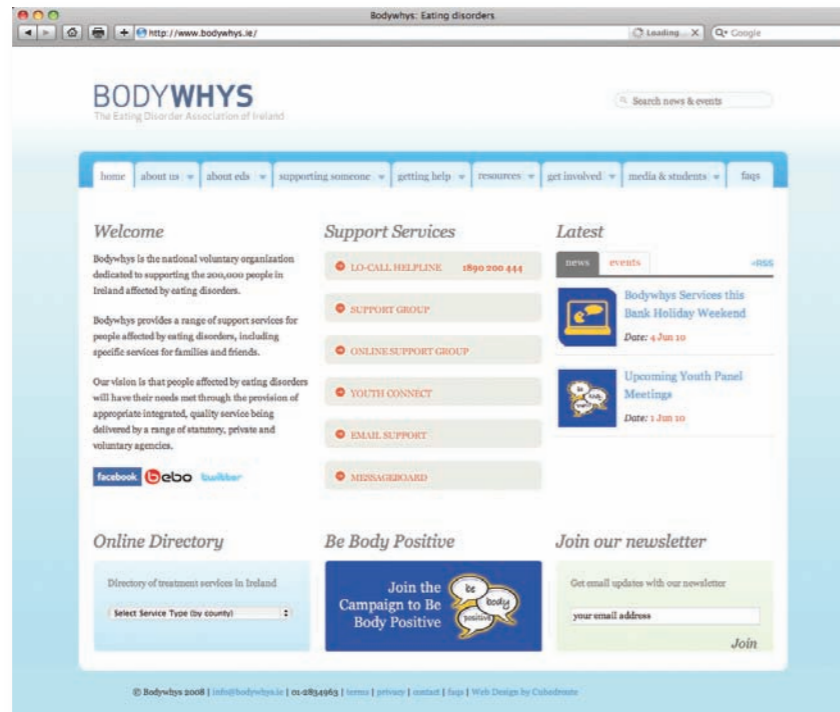 Bodywhys: Eating disorders
http://www.bodywhys.ie/
Loading... X
Google
BODYWHYS
The Eating Disorder Association of Ireland
Search news & events
home about us about eds supporting someone getting help resources get involved media & students faqs
Welcome
Bodywhys is the national voluntary organization
dedicated to supporting the 200,000 people in
Ireland affected by eating disorders.
Bodywhys provides a range of support services for
people affected by eating disorders, including
specific services for families and friends.
Our vision is that people affected by eating disorders
will have their needs met through the provision of
appropriate integrated, quality service being
delivered by a range of statutory, private and
voluntary agencies.
facebook bebo twitter
Support Services
LO-CALL HELPLINE 1890 200 444
SUPPORT GROUP
ONLINE SUPPORT GROUP
YOUTH CONNECT
EMAIL SUPPORT
MESSAGEBOARD
Latest
news events RSS
Bodywhys Services this
Bank Holiday Weekend
Date: 4 Jun 10
be body positive
Upcoming Youth Panel
Meetings
Date: 1 Jun 10
Online Directory
Directory of treatment services in Ireland
Select Service Type (by county)
Be Body Positive
Join the
Campaign to Be
Body Positive
be
body
positive
Join our newsletter
Get email updates with our newsletter
your email address
Join
© Bodywhys 2008 | info@bodywhys.ie | 01-2834963 | terms | privacy | contact | faqs | Web Design by Cubedronte